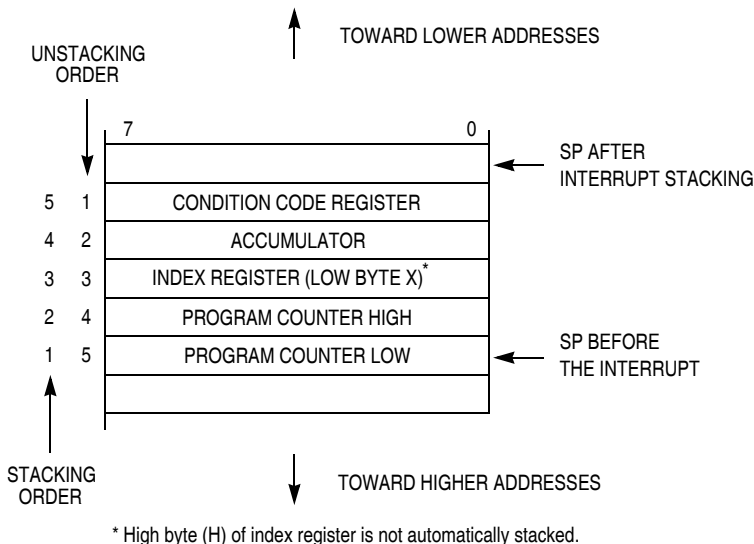 TOWARD LOWER ADDRESSES
UNSTACKING
ORDER
7 0
SP AFTER
INTERRUPT STACKING
5 1 CONDITION CODE REGISTER
4 2 ACCUMULATOR
3 3 INDEX REGISTER (LOW BYTE X)*
2 4 PROGRAM COUNTER HIGH
1 5 PROGRAM COUNTER LOW
SP BEFORE
THE INTERRUPT
STACKING
ORDER
TOWARD HIGHER ADDRESSES
* High byte (H) of index register is not automatically stacked.